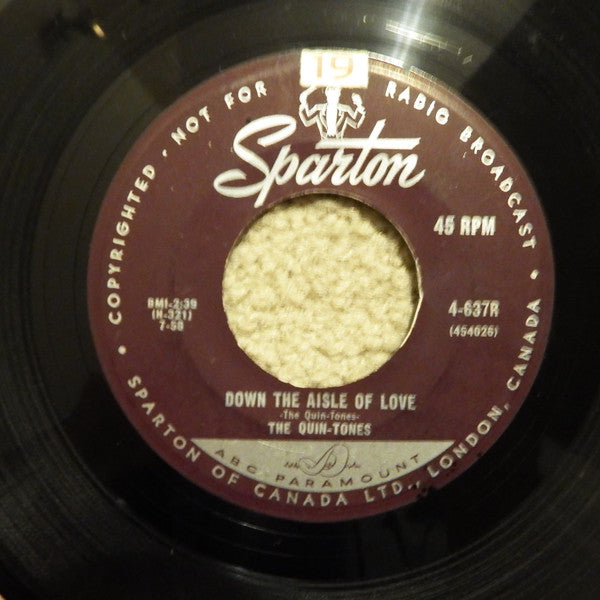 19
COPYRIGHTED • NOT FOR RADIO BROADCAST •
Sparton
45 RPM
BMI-2:39
(H-321)
7-58
4-637R
(454026)
DOWN THE AISLE OF LOVE
-The Quin-Tones-
THE QUIN-TONES
ABC PARAMOUNT
SPARTON OF CANADA LTD., LONDON, CANADA •